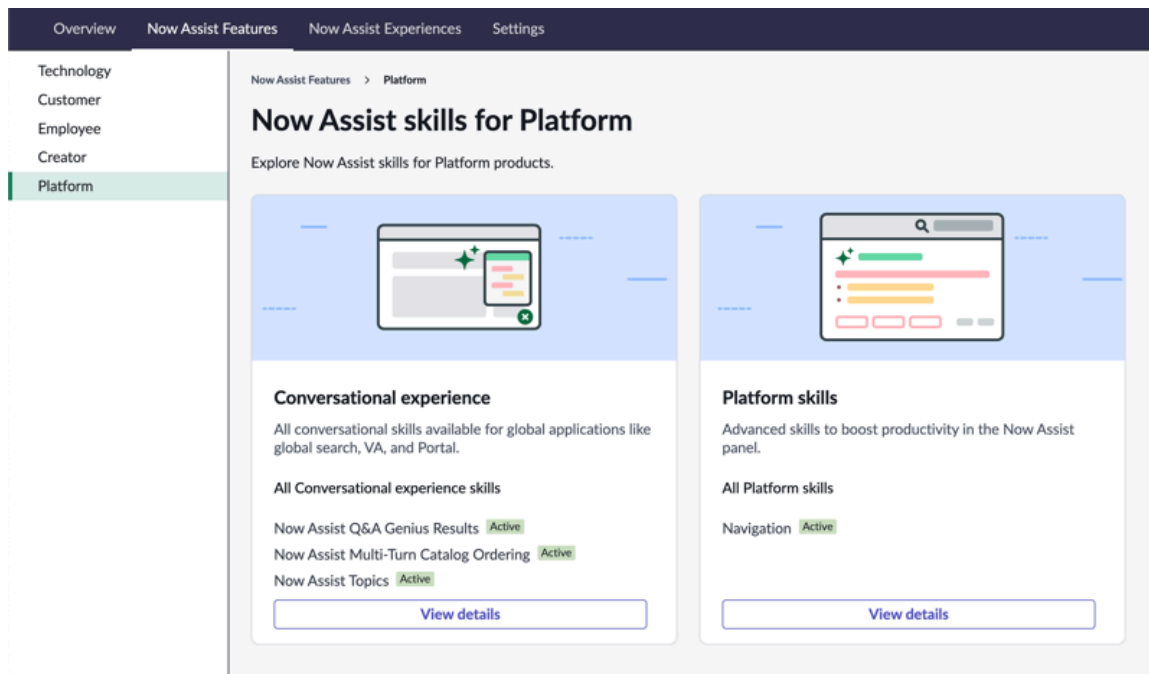 Overview Now Assist Features Now Assist Experiences Settings
Technology
Customer
Employee
Creator
Platform
Now Assist Features > Platform
Now Assist skills for Platform
Explore Now Assist skills for Platform products.
Conversational experience
All conversational skills available for global applications like
global search, VA, and Portal.
All Conversational experience skills
Now Assist Q&A Genius Results Active
Now Assist Multi-Turn Catalog Ordering Active
Now Assist Topics Active
View details
Platform skills
Advanced skills to boost productivity in the Now Assist
panel.
All Platform skills
Navigation Active
View details